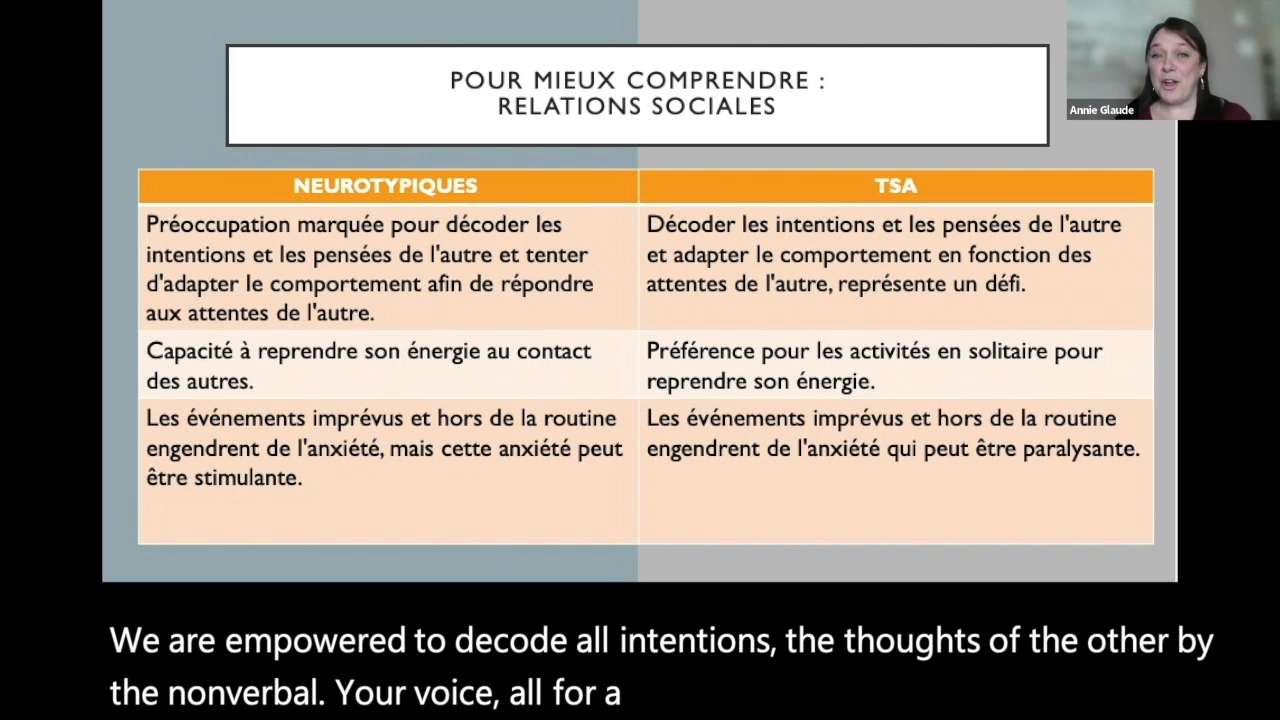 POUR MIEUX COMPRENDRE :
RELATIONS SOCIALES
Annie Glaude
NEUROTYPIQUES
TSA
Préoccupation marquée pour décoder les
intentions et les pensées de l'autre et tenter
d'adapter le comportement afin de répondre
aux attentes de l'autre.
Décoder les intentions et les pensées de l'autre
et adapter le comportement en fonction des
attentes de l'autre, représente un défi.
Capacité à reprendre son énergie au contact
des autres.
Préférence pour les activités en solitaire pour
reprendre son énergie.
Les événements imprévus et hors de la routine
engendrent de l'anxiété, mais cette anxiété peut
être stimulante.
Les événements imprévus et hors de la routine
engendrent de l'anxiété qui peut être paralysante.
We are empowered to decode all intentions, the thoughts of the other by
the nonverbal. Your voice, all for a